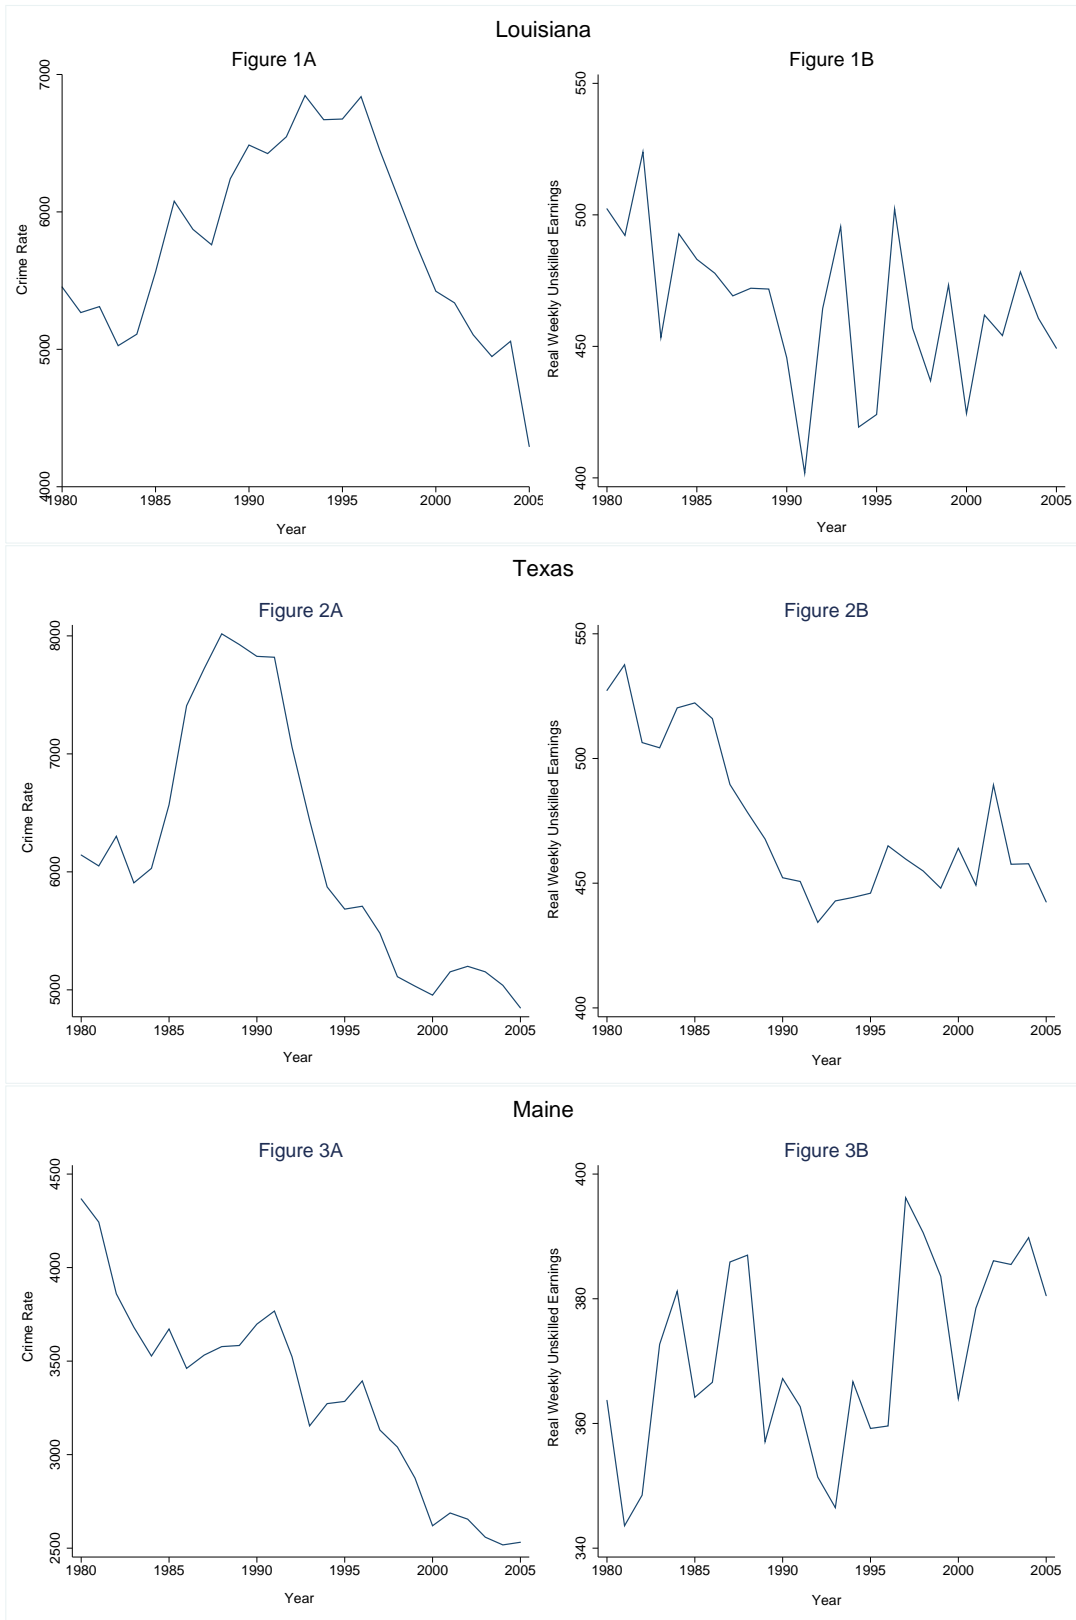 Louisiana
Figure 1A
Crime Rate
7000
6000
5000
4000
1980 1985 1990 1995 2000 2005
Year
Figure 1B
Real Weekly Unskilled Earnings
550
500
450
400
1980 1985 1990 1995 2000 2005
Year
Texas
Figure 2A
Crime Rate
8000
7000
6000
5000
1980 1985 1990 1995 2000 2005
Year
Figure 2B
Real Weekly Unskilled Earnings
550
500
450
400
1980 1985 1990 1995 2000 2005
Year
Maine
Figure 3A
Crime Rate
4500
4000
3500
3000
2500
1980 1985 1990 1995 2000 2005
Year
Figure 3B
Real Weekly Unskilled Earnings
400
380
360
340
1980 1985 1990 1995 2000 2005
Year